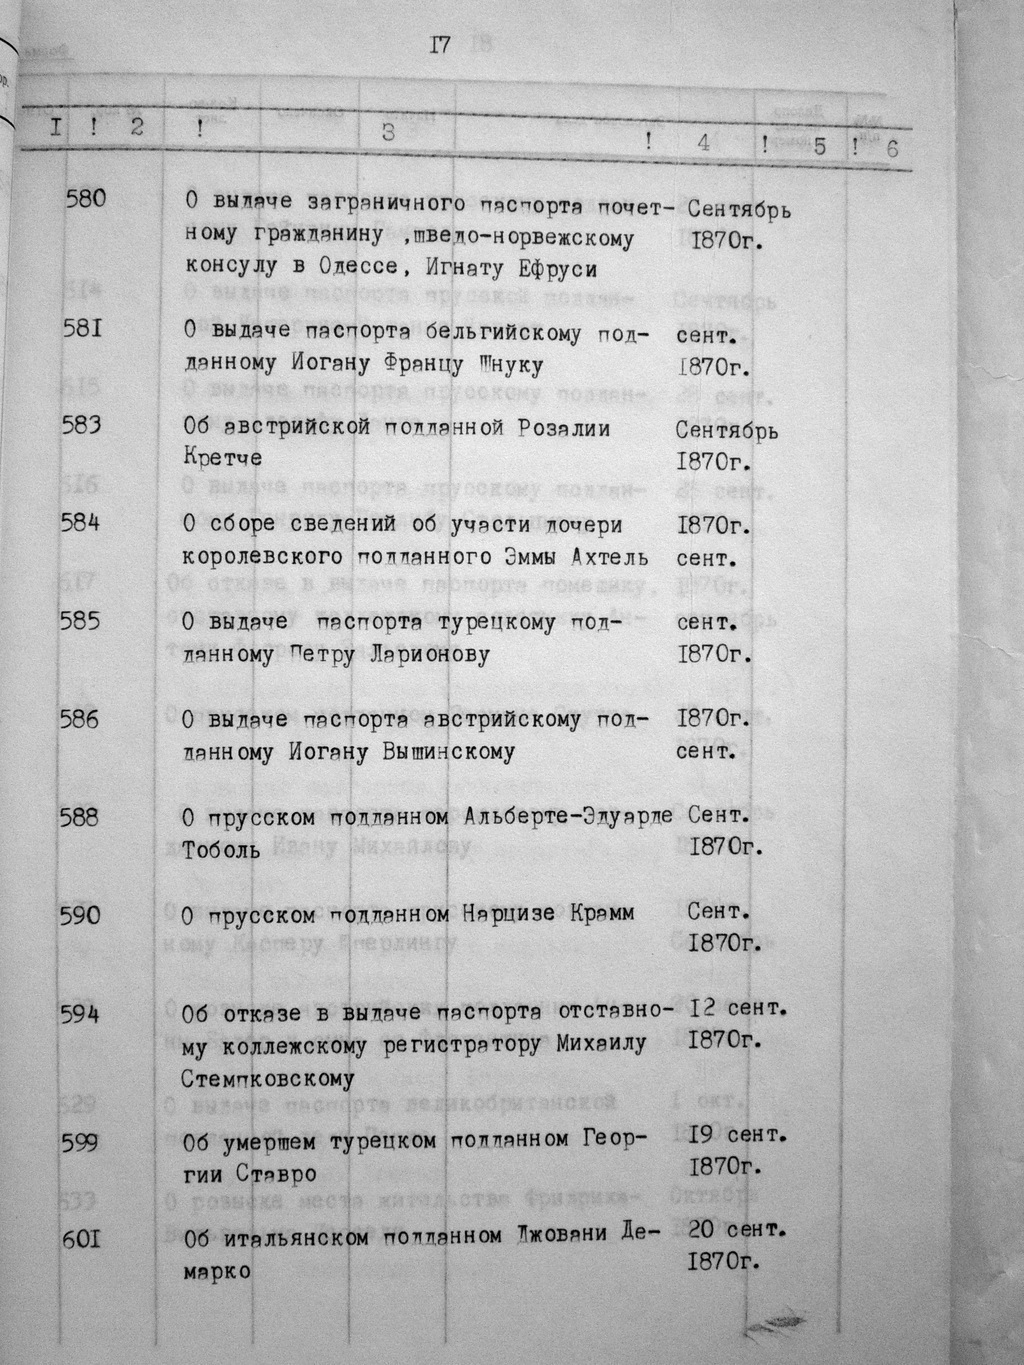 17
1 ! 2 ! 3 ! 4 ! 5 ! 6
580 О выдаче заграничного паспорта почет- Сентябрь
ному гражданину ,шведо-норвежскому 1870г.
консулу в Одессе, Игнату Ефруси
581 О выдаче паспорта бельгийскому под- сент.
данному Иогану Францу Шнуку 1870г.
583 Об австрийской подданной Розалии Сентябрь
Кретче 1870г.
584 О сборе сведений об участи дочери 1870г.
королевского подданного Эммы Ахтель сент.
585 О выдаче паспорта турецкому под- сент.
данному Петру Ларионову 1870г.
586 О выдаче паспорта австрийскому под- 1870г.
данному Иогану Вышинскому сент.
588 О прусском подданном Альберте-Эдуарде Сент.
Тоболь 1870г.
590 О прусском подданном Нарцизе Крамм Сент.
1870г.
594 Об отказе в выдаче паспорта отставно- 12 сент.
му коллежскому регистратору Михаилу 1870г.
Стемпковскому
599 Об умершем турецком подданном Геор- 19 сент.
гии Ставро 1870г.
601 Об итальянском подданном Джовани Де- 20 сент.
марко 1870г.